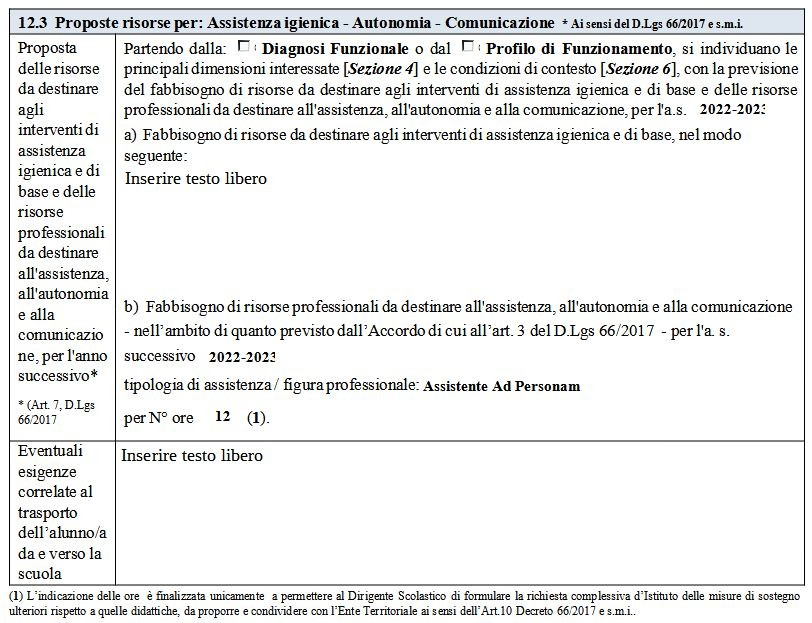 12.3 Proposte risorse per: Assistenza igienica - Autonomia - Comunicazione * Ai sensi del D.Lgs 66/2017 e s.m.i.
Proposta
delle risorse
da destinare
agli
interventi di
assistenza
igienica e di
base e delle
risorse
professionali
da destinare
all'assistenza,
all'autonomia
e alla
comunicazio
ne, per l'anno
successivo*
* (Art. 7, D.Lgs
66/2017
Partendo dalla: Diagnosi Funzionale o dal Profilo di Funzionamento, si individuano le
principali dimensioni interessate [Sezione 4] e le condizioni di contesto [Sezione 6], con la previsione
del fabbisogno di risorse da destinare agli interventi di assistenza igienica e di base e delle risorse
professionali da destinare all'assistenza, all'autonomia e alla comunicazione, per l'a.s. 2022-2023
a) Fabbisogno di risorse da destinare agli interventi di assistenza igienica e di base, nel modo
seguente:
Inserire testo libero
b) Fabbisogno di risorse professionali da destinare all'assistenza, all'autonomia e alla comunicazione
- nell'ambito di quanto previsto dall'Accordo di cui all'art. 3 del D.Lgs 66/2017 - per l'a. s.
successivo 2022-2023
tipologia di assistenza / figura professionale: Assistente Ad Personam
per N° ore 12 (1).
Eventuali
esigenze
correlate al
trasporto
dell'alunno/a
da e verso la
scuola
Inserire testo libero
(1) L'indicazione delle ore è finalizzata unicamente a permettere al Dirigente Scolastico di formulare la richiesta complessiva d'Istituto delle misure di sostegno
ulteriori rispetto a quelle didattiche, da proporre e condividere con l'Ente Territoriale ai sensi dell'Art.10 Decreto 66/2017 e s.m.i..